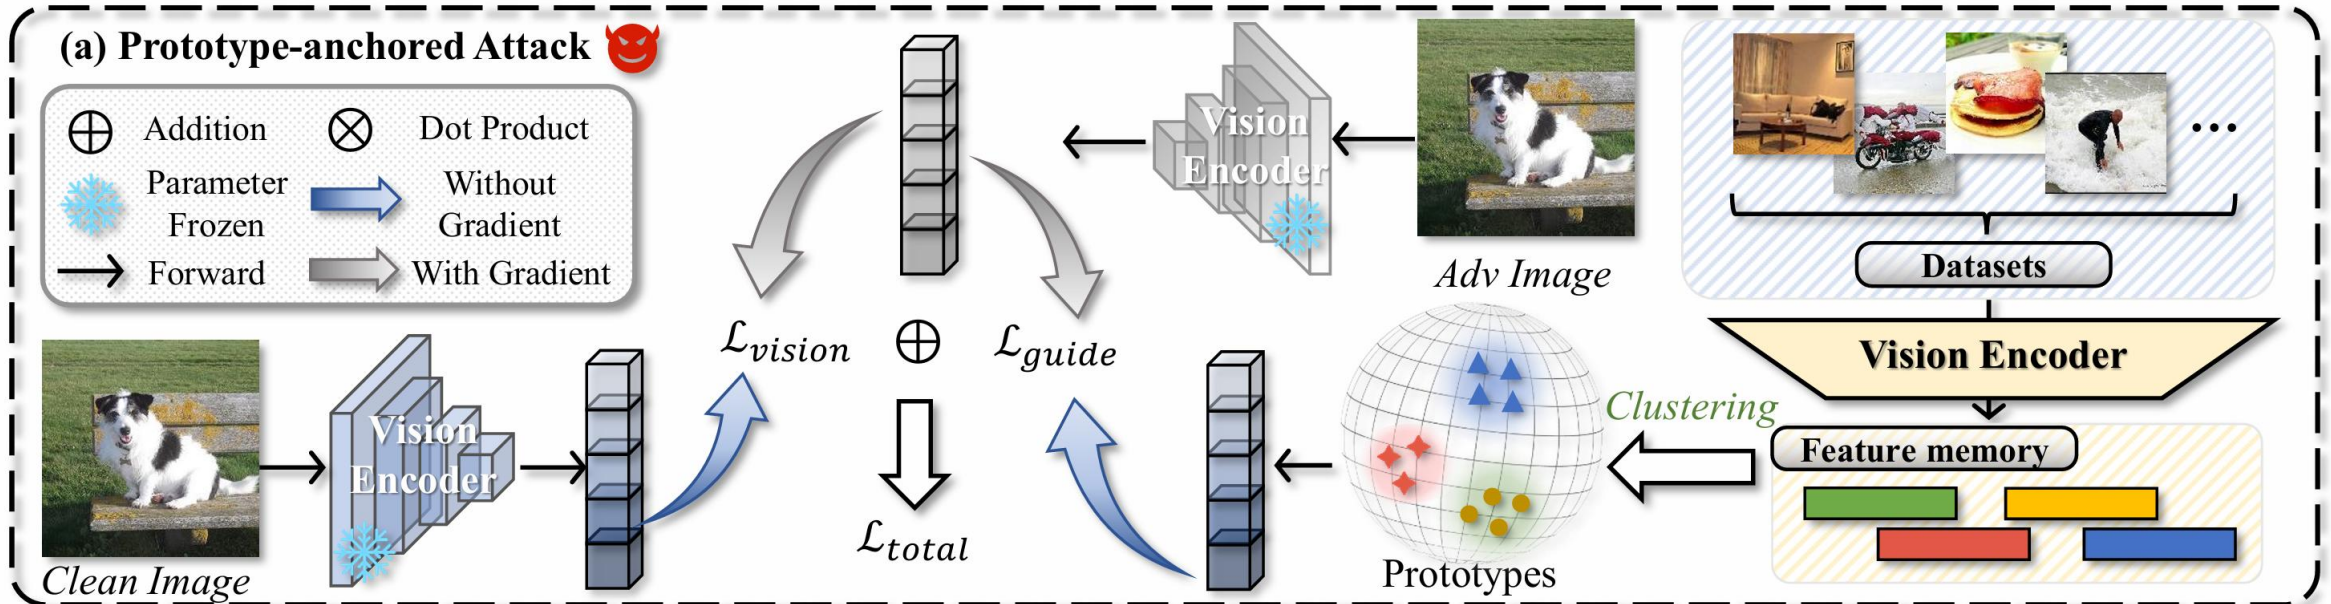 (a) Prototype-anchored Attack
Addition
Dot Product
Parameter
Frozen
Without
Gradient
Forward
With Gradient
Clean Image
Vision
Encoder
ℒvision
ℒguide
ℒtotal
Vision
Encoder
Adv Image
Prototypes
Clustering
...
Datasets
Vision Encoder
Feature memory